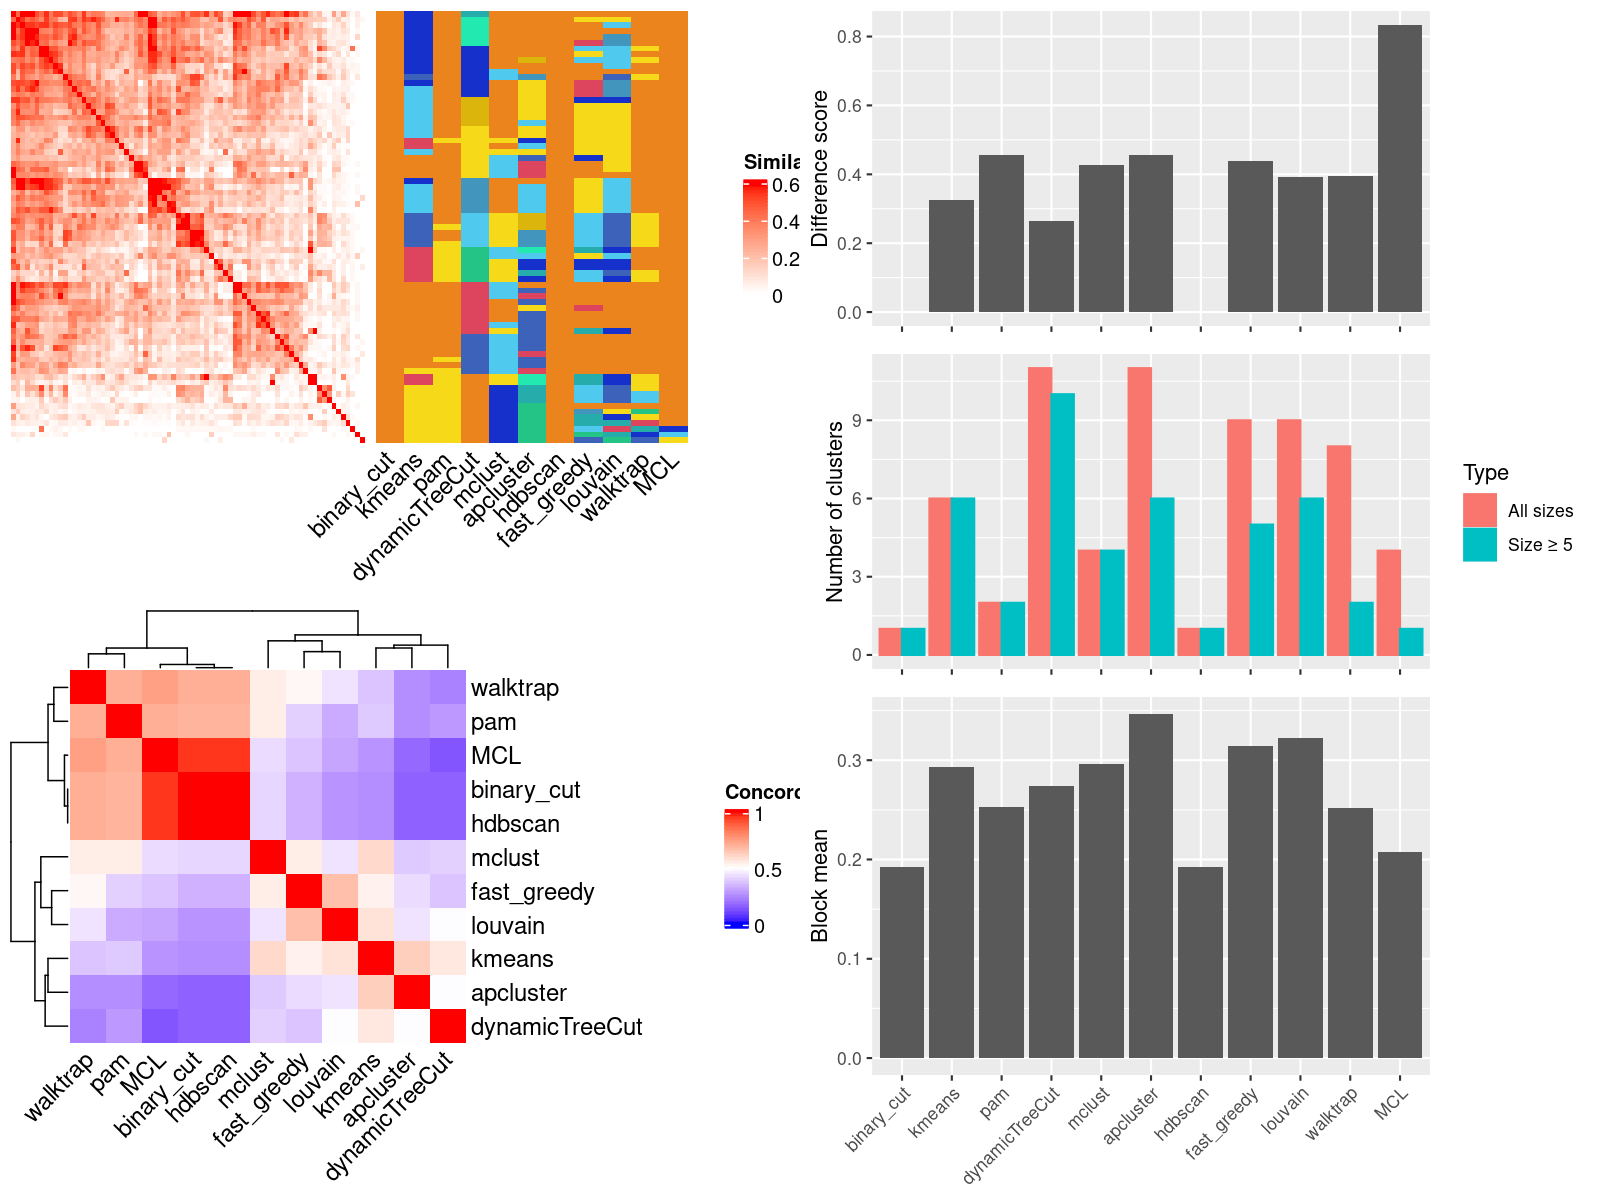 Simila
0.6
0.4
0.2
0
binary_cut
kmeans
pam
dynamicTreeCut
mclust
apcluster
hdbscan
fast_greedy
louvain
walktrap
MCL
Difference score
0.8
0.6
0.4
0.2
0.0
Number of clusters
9
6
3
0
Type
All sizes
Size ≥ 5
walktrap
pam
MCL
binary_cut
hdbscan
mclust
fast_greedy
louvain
kmeans
apcluster
dynamicTreeCut
walktrap
pam
MCL
binary_cut
hdbscan
mclust
fast_greedy
louvain
kmeans
apcluster
dynamicTreeCut
Concord
1
0.5
0
Block mean
0.3
0.2
0.1
0.0
binary_cut
kmeans
pam
dynamicTreeCut
mclust
apcluster
hdbscan
fast_greedy
louvain
walktrap
MCL